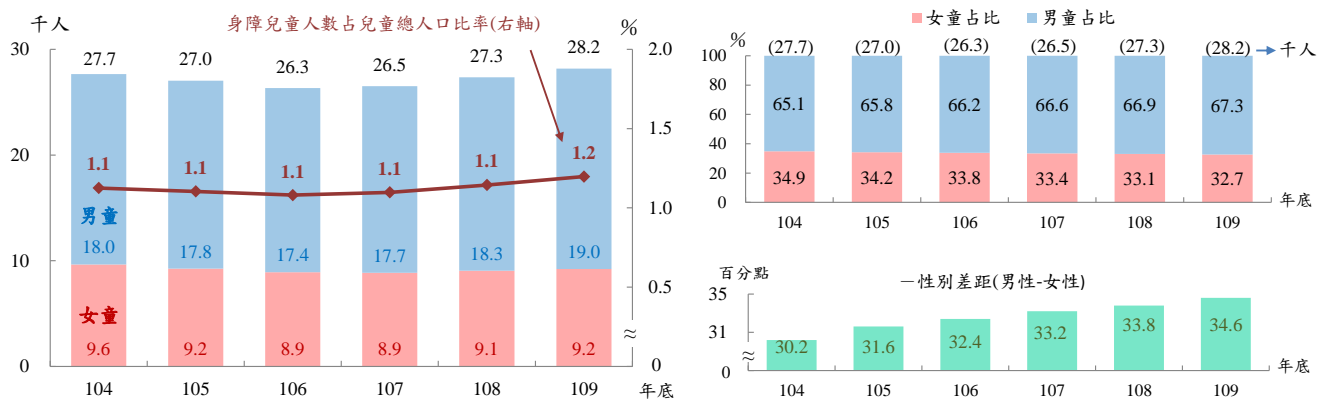 千人
身障兒童人數占兒童總人口比率(右軸)
%
30
20
10
0
2.0
1.5
1.0
0.5
≈
0
27.7 27.0 26.3 26.5 27.3 28.2
1.1 1.1 1.1 1.1 1.1 1.2
男童
18.0 17.8 17.4 17.7 18.3 19.0
女童
9.6 9.2 8.9 8.9 9.1 9.2
104 105 106 107 108 109 年底
女童占比 男童占比
%
(27.7) (27.0) (26.3) (26.5) (27.3) (28.2) 千人
100
80
60
40
20
0
65.1 65.8 66.2 66.6 66.9 67.3
34.9 34.2 33.8 33.4 33.1 32.7
年底
104 105 106 107 108 109
百分點
－性別差距(男性-女性)
35
31
≈
0
30.2 31.6 32.4 33.2 33.8 34.6
年底
104 105 106 107 108 109